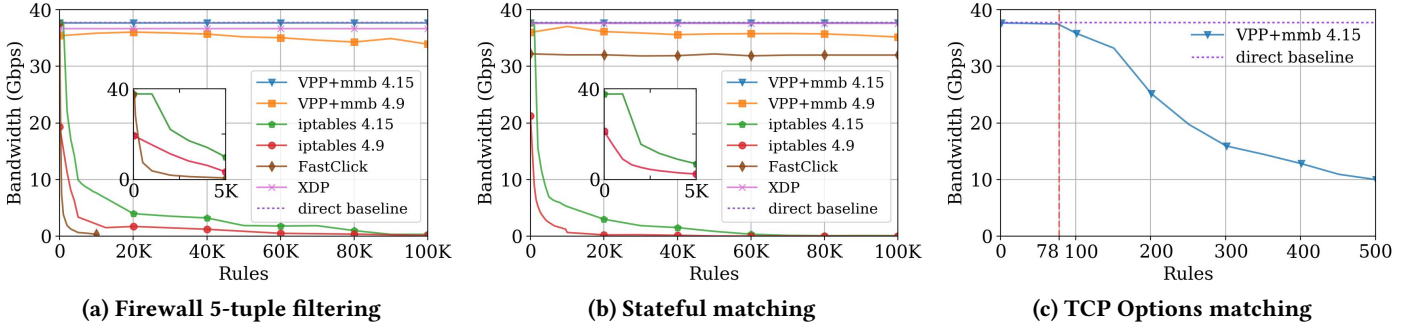 Bandwidth (Gbps)
40
30
20
10
0
VPP+mmb 4.15
VPP+mmb 4.9
iptables 4.15
iptables 4.9
FastClick
XDP
direct baseline
40
0
0
5K
0
20K
40K
60K
80K
100K
Rules
(a) Firewall 5-tuple filtering
Bandwidth (Gbps)
40
30
20
10
0
VPP+mmb 4.15
VPP+mmb 4.9
iptables 4.15
iptables 4.9
FastClick
XDP
direct baseline
40
0
0
5K
0
20K
40K
60K
80K
100K
Rules
(b) Stateful matching
Bandwidth (Gbps)
40
30
20
10
0
VPP+mmb 4.15
direct baseline
0
78
100
200
300
400
500
Rules
(c) TCP Options matching